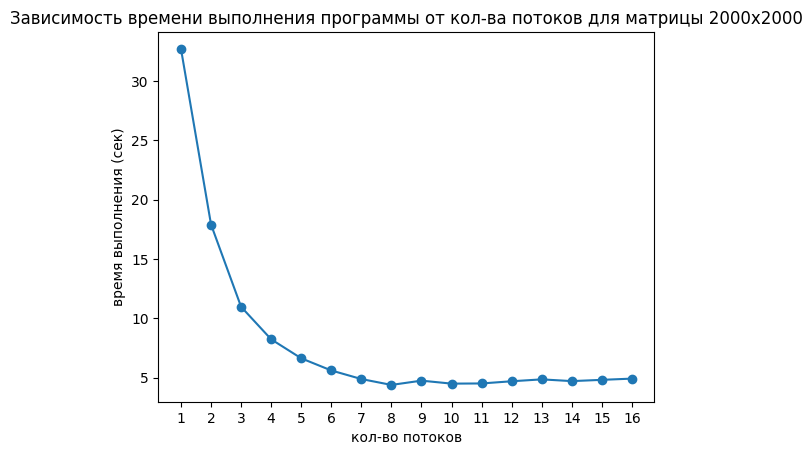 Зависимость времени выполнения программы от кол-ва потоков для матрицы 2000x2000
время выполнения (сек)
30
25
20
15
10
5
1 2 3 4 5 6 7 8 9 10 11 12 13 14 15 16
кол-во потоков